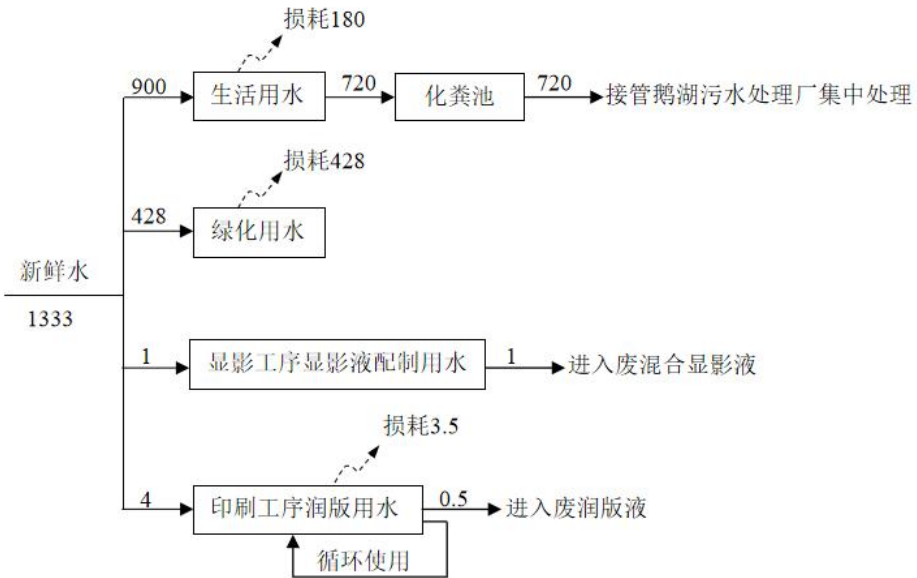 损耗180
900
生活用水
720
化粪池
720
接管鹅湖污水处理厂集中处理
损耗428
428
绿化用水
新鲜水
1333
1
显影工序显影液配制用水
1
进入废混合显影液
损耗3.5
4
印刷工序润版用水
0.5
进入废润版液
循环使用